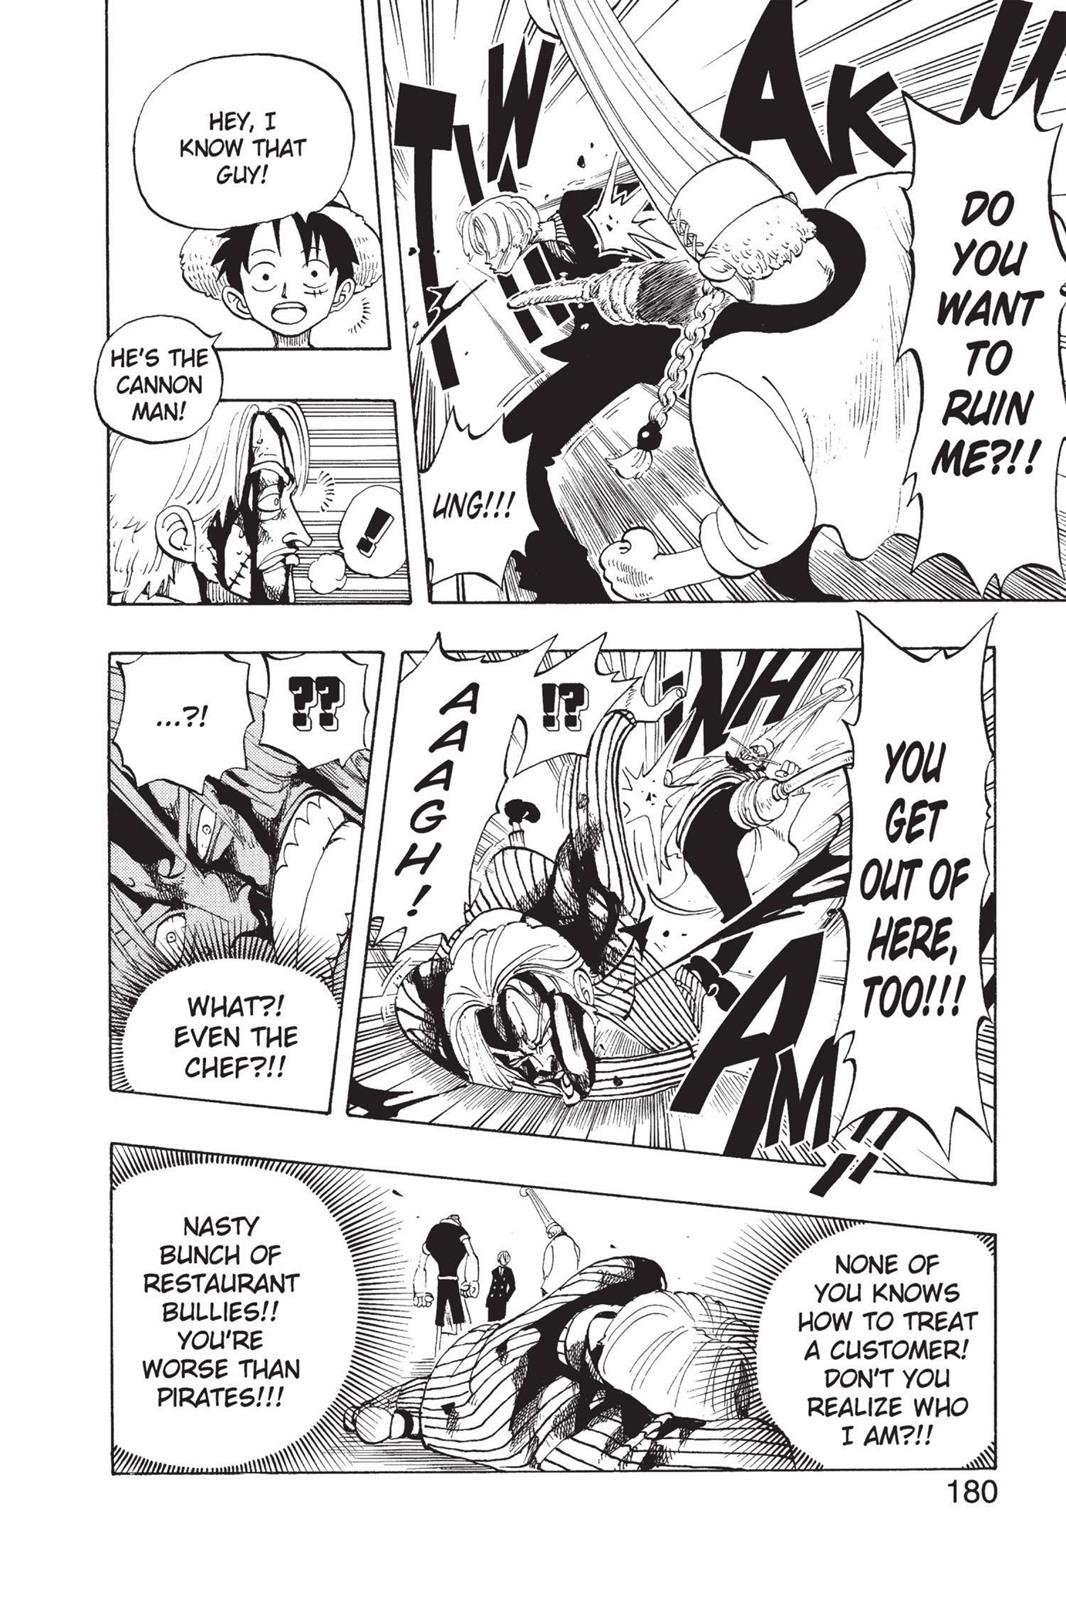 DO
YOU
WANT
TO
RUIN
ME?!!
TWAK!!
UNG!!!
HEY, I
KNOW THAT
GUY!
HE'S THE
CANNON
MAN!
!
YOU
GET
OUT OF
HERE,
TOO!!!
WHAM!!
!?
AAAGH!
??
...?!
WHAT?!
EVEN THE
CHEF?!!
NONE OF
YOU KNOWS
HOW TO TREAT
A CUSTOMER!
DON'T YOU
REALIZE WHO
I AM?!!
NASTY
BUNCH OF
RESTAURANT
BULLIES!!
YOU'RE
WORSE THAN
PIRATES!!!
180